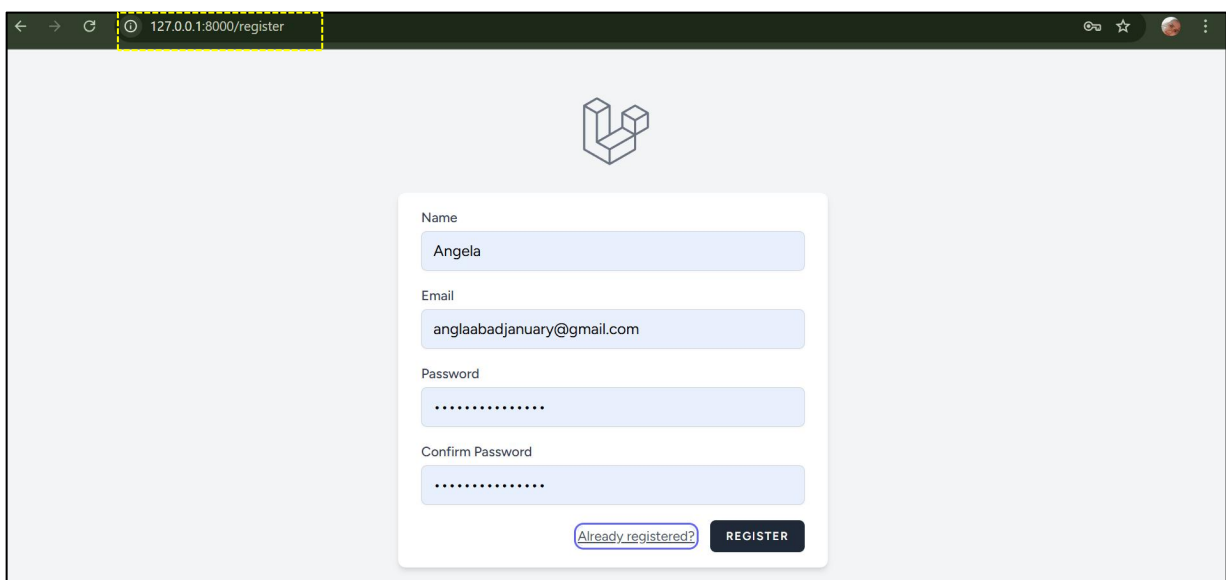 127.0.0.1:8000/register
Name
Angela
Email
anglaabadjanuary@gmail.com
Password
•••••••••••••••
Confirm Password
•••••••••••••••
Already registered? REGISTER